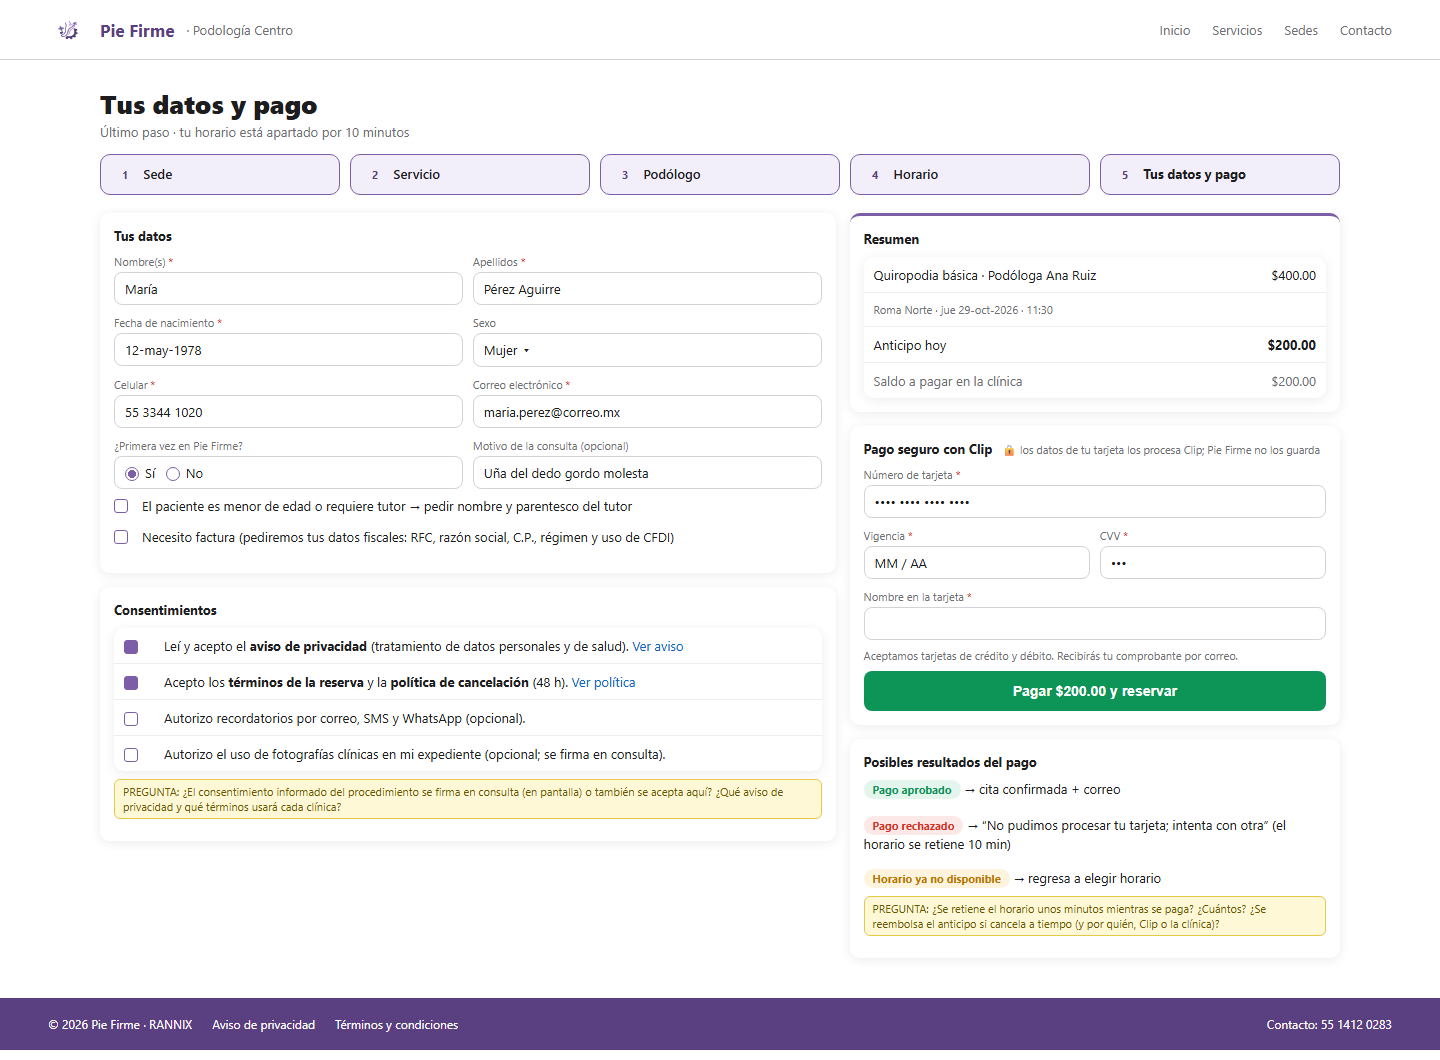 Pie Firme · Podología Centro
Inicio Servicios Sedes Contacto
Tus datos y pago
Último paso · tu horario está apartado por 10 minutos
1 Sede
2 Servicio
3 Podólogo
4 Horario
5 Tus datos y pago
Tus datos
Nombre(s) *
María
Apellidos *
Pérez Aguirre
Fecha de nacimiento *
12-may-1978
Sexo
Mujer
Celular *
55 3344 1020
Correo electrónico *
maria.perez@correo.mx
¿Primera vez en Pie Firme?
Sí No
Motivo de la consulta (opcional)
Uña del dedo gordo molesta
El paciente es menor de edad o requiere tutor → pedir nombre y parentesco del tutor
Necesito factura (pediremos tus datos fiscales: RFC, razón social, C.P., régimen y uso de CFDI)
Consentimientos
Leí y acepto el aviso de privacidad (tratamiento de datos personales y de salud). Ver aviso
Acepto los términos de la reserva y la política de cancelación (48 h). Ver política
Autorizo recordatorios por correo, SMS y WhatsApp (opcional).
Autorizo el uso de fotografías clínicas en mi expediente (opcional; se firma en consulta).
PREGUNTA: ¿El consentimiento informado del procedimiento se firma en consulta (en pantalla) o también se acepta aquí? ¿Qué aviso de
privacidad y qué términos usará cada clínica?
Resumen
Quiropodia básica · Podóloga Ana Ruiz $400.00
Roma Norte · jue 29-oct-2026 · 11:30
Anticipo hoy $200.00
Saldo a pagar en la clínica $200.00
Pago seguro con Clip 🔒 los datos de tu tarjeta los procesa Clip; Pie Firme no los guarda
Número de tarjeta *
•••• •••• •••• ••••
Vigencia *
MM / AA
CVV *
•••
Nombre en la tarjeta *
Aceptamos tarjetas de crédito y débito. Recibirás tu comprobante por correo.
Pagar $200.00 y reservar
Posibles resultados del pago
Pago aprobado → cita confirmada + correo
Pago rechazado → “No pudimos procesar tu tarjeta; intenta con otra” (el
horario se retiene 10 min)
Horario ya no disponible → regresa a elegir horario
PREGUNTA: ¿Se retiene el horario unos minutos mientras se paga? ¿Cuántos? ¿Se
reembolsa el anticipo si cancela a tiempo (y por quién, Clip o la clínica)?
© 2026 Pie Firme · RANNIX Aviso de privacidad Términos y condiciones
Contacto: 55 1412 0283